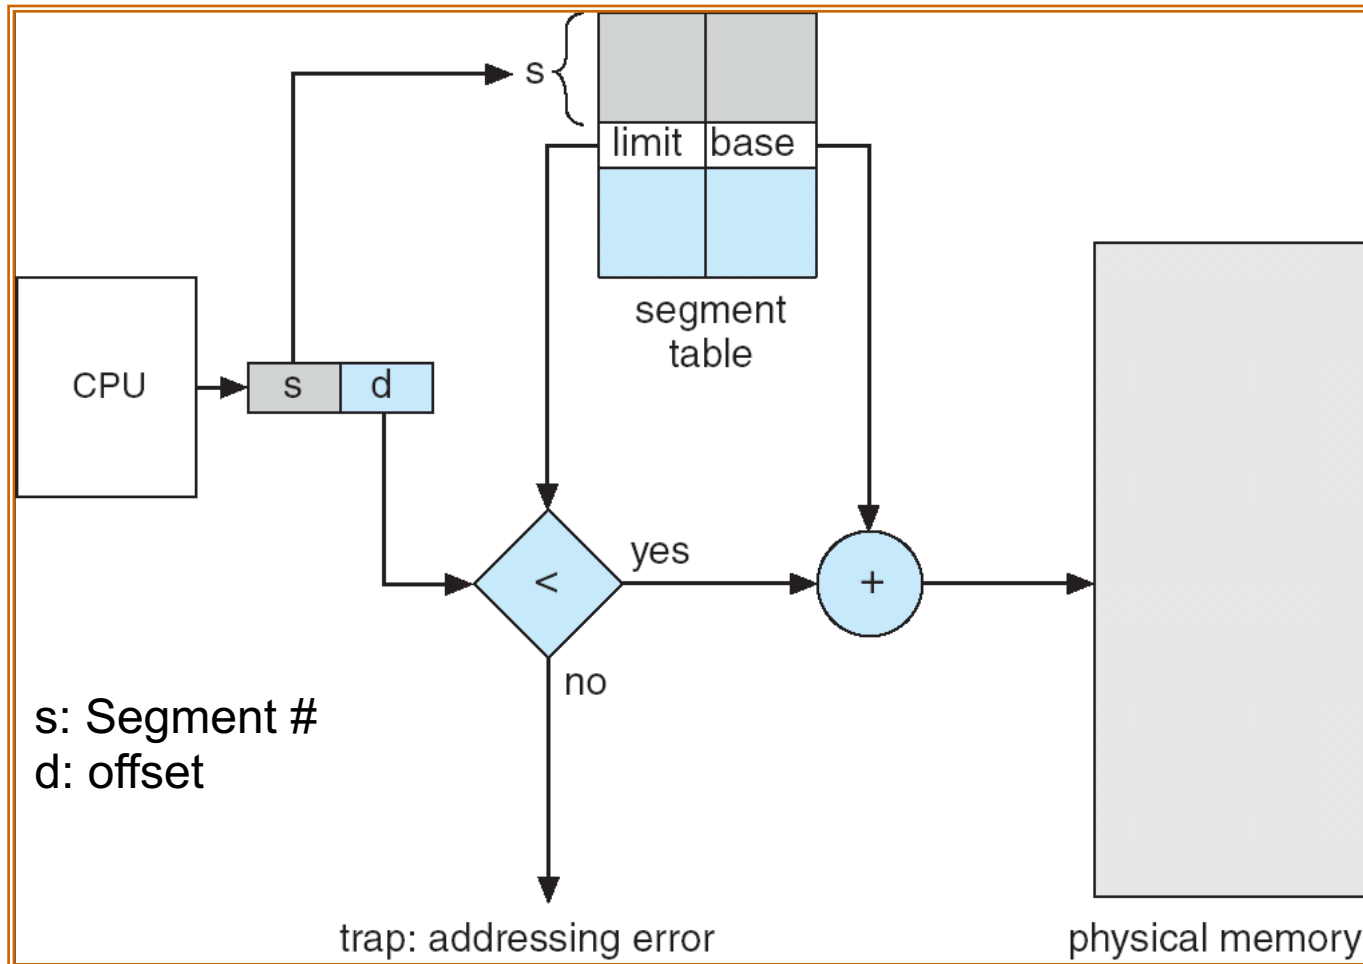 s
limit base
segment
table
CPU
s d
yes
<
+
no
s: Segment #
d: offset
trap: addressing error
physical memory